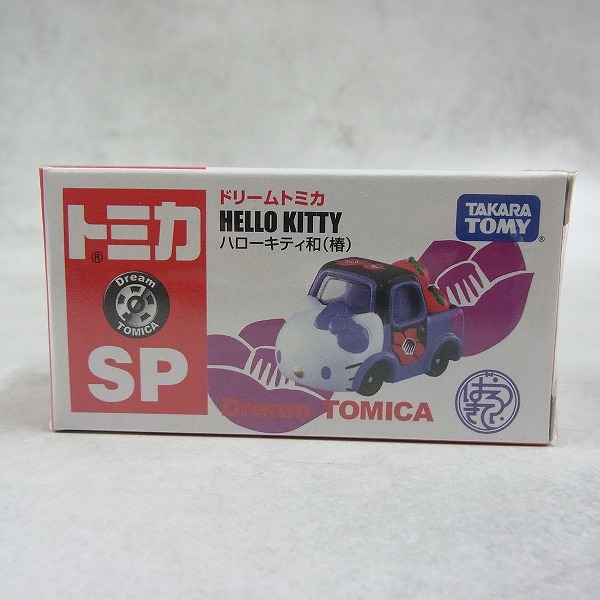 トミカ
®
Dream
TOMICA
SP
ドリームトミカ
HELLO KITTY
ハローキティ和(椿)
TAKARA
TOMY®
Dream TOMICA